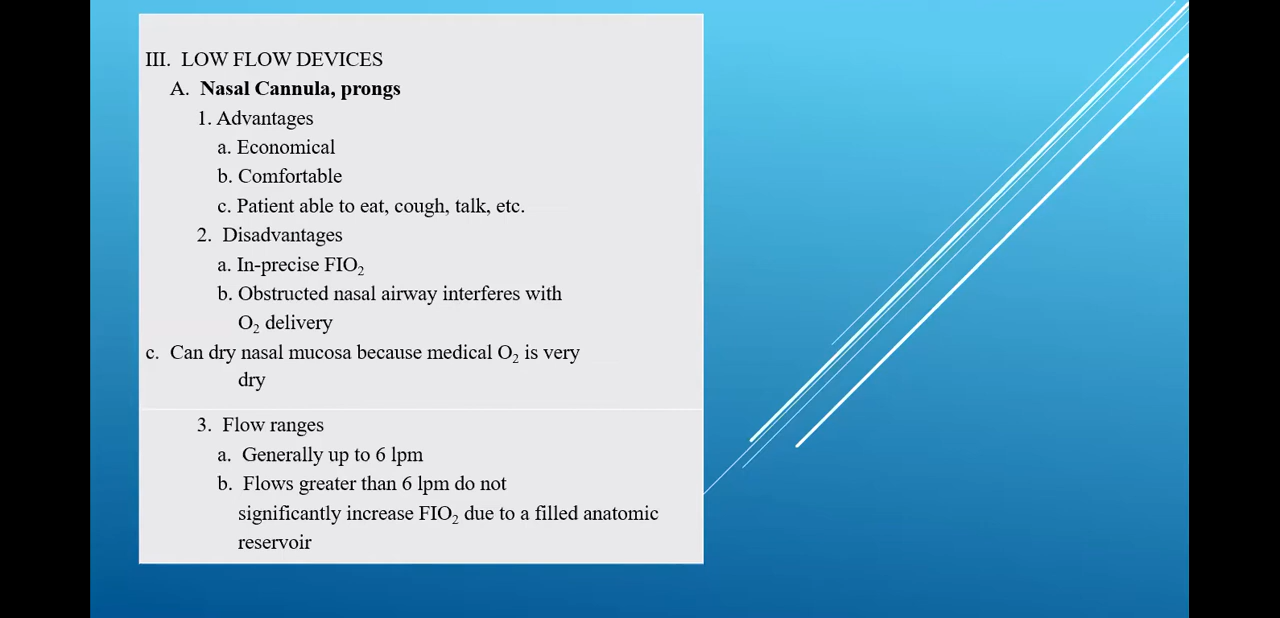 III. LOW FLOW DEVICES
A. Nasal Cannula, prongs
1. Advantages
a. Economical
b. Comfortable
c. Patient able to eat, cough, talk, etc.
2. Disadvantages
a. In-precise FIO₂
b. Obstructed nasal airway interferes with
O₂ delivery
c. Can dry nasal mucosa because medical O₂ is very
dry
3. Flow ranges
a. Generally up to 6 lpm
b. Flows greater than 6 lpm do not
significantly increase FIO₂ due to a filled anatomic
reservoir